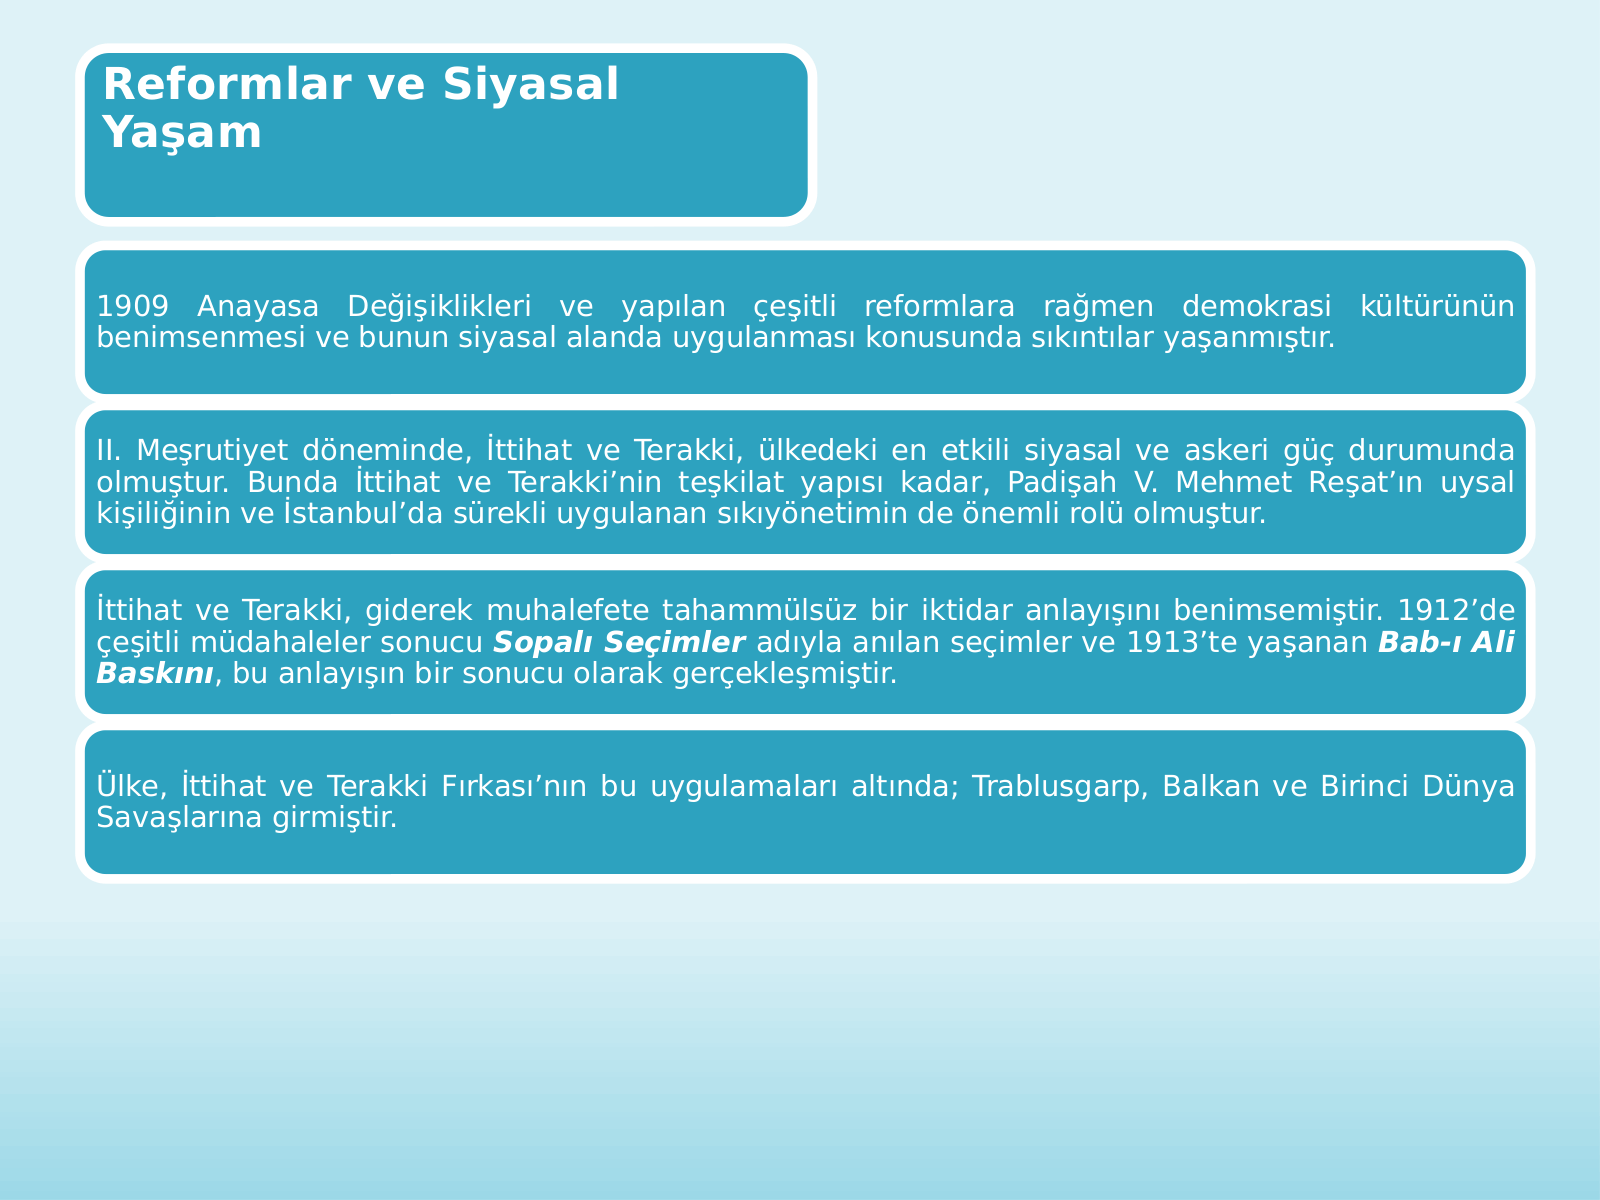 Reformlar ve Siyasal
Yaşam
1909 Anayasa Değişiklikleri ve yapılan çeşitli reformlara rağmen demokrasi kültürünün
benimsenmesi ve bunun siyasal alanda uygulanması konusunda sıkıntılar yaşanmıştır.
II. Meşrutiyet döneminde, İttihat ve Terakki, ülkedeki en etkili siyasal ve askeri güç durumunda
olmuştur. Bunda İttihat ve Terakki’nin teşkilat yapısı kadar, Padişah V. Mehmet Reşat’ın uysal
kişiliğinin ve İstanbul’da sürekli uygulanan sıkıyönetimin de önemli rolü olmuştur.
İttihat ve Terakki, giderek muhalefete tahammülsüz bir iktidar anlayışını benimsemiştir. 1912’de
çeşitli müdahaleler sonucu Sopalı Seçimler adıyla anılan seçimler ve 1913’te yaşanan Bab-ı Ali
Baskını, bu anlayışın bir sonucu olarak gerçekleşmiştir.
Ülke, İttihat ve Terakki Fırkası’nın bu uygulamaları altında; Trablusgarp, Balkan ve Birinci Dünya
Savaşlarına girmiştir.